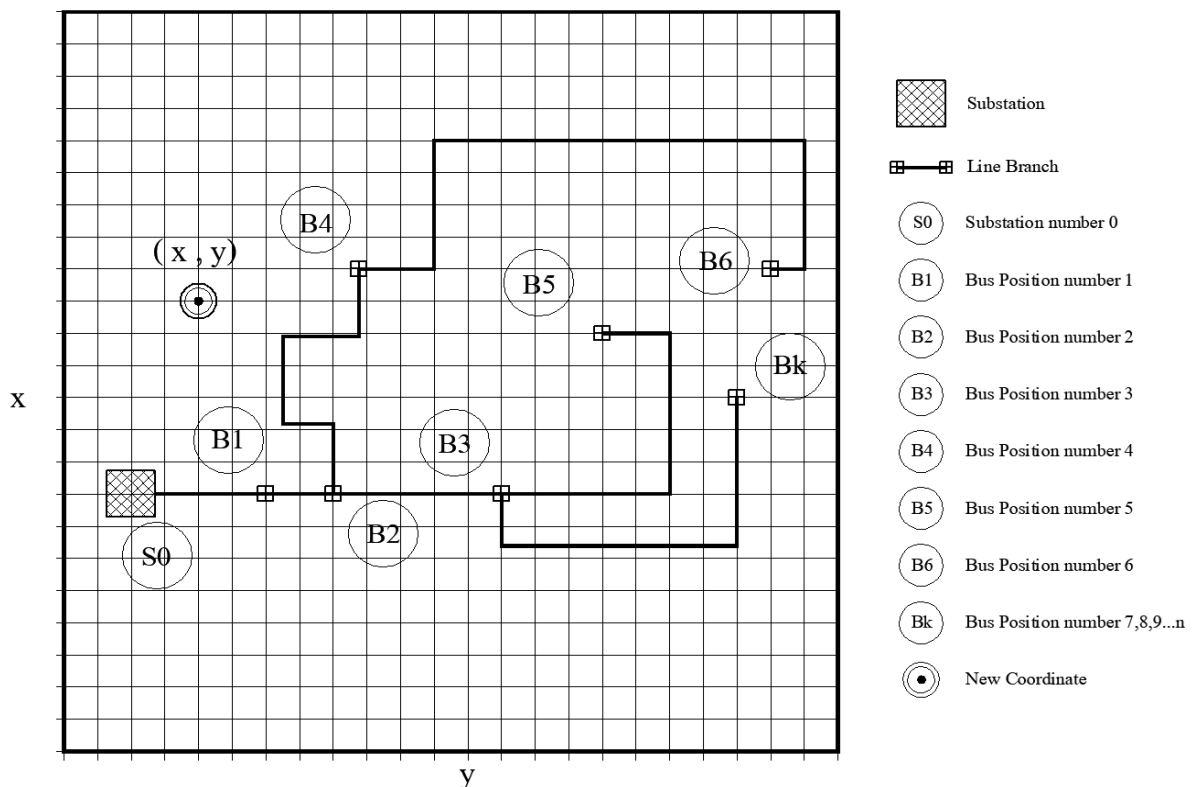 B4
( x , y )
B5
B6
Bk
x
B1
B3
B2
S0
y
Substation
Line Branch
S0 Substation number 0
B1 Bus Position number 1
B2 Bus Position number 2
B3 Bus Position number 3
B4 Bus Position number 4
B5 Bus Position number 5
B6 Bus Position number 6
Bk Bus Position number 7,8,9...n
New Coordinate